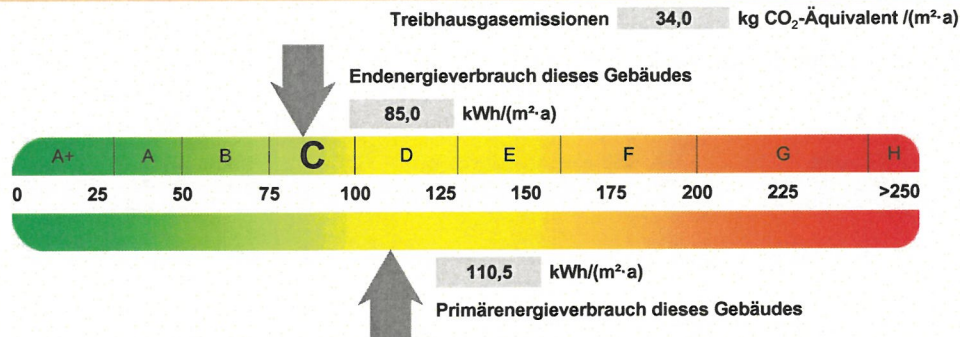 Treibhausgasemissionen 34,0 kg CO₂-Äquivalent /(m²·a)
Endenergieverbrauch dieses Gebäudes
85,0 kWh/(m²·a)
A+ A B C D E F G H
0 25 50 75 100 125 150 175 200 225 >250
110,5 kWh/(m²·a)
Primärenergieverbrauch dieses Gebäudes